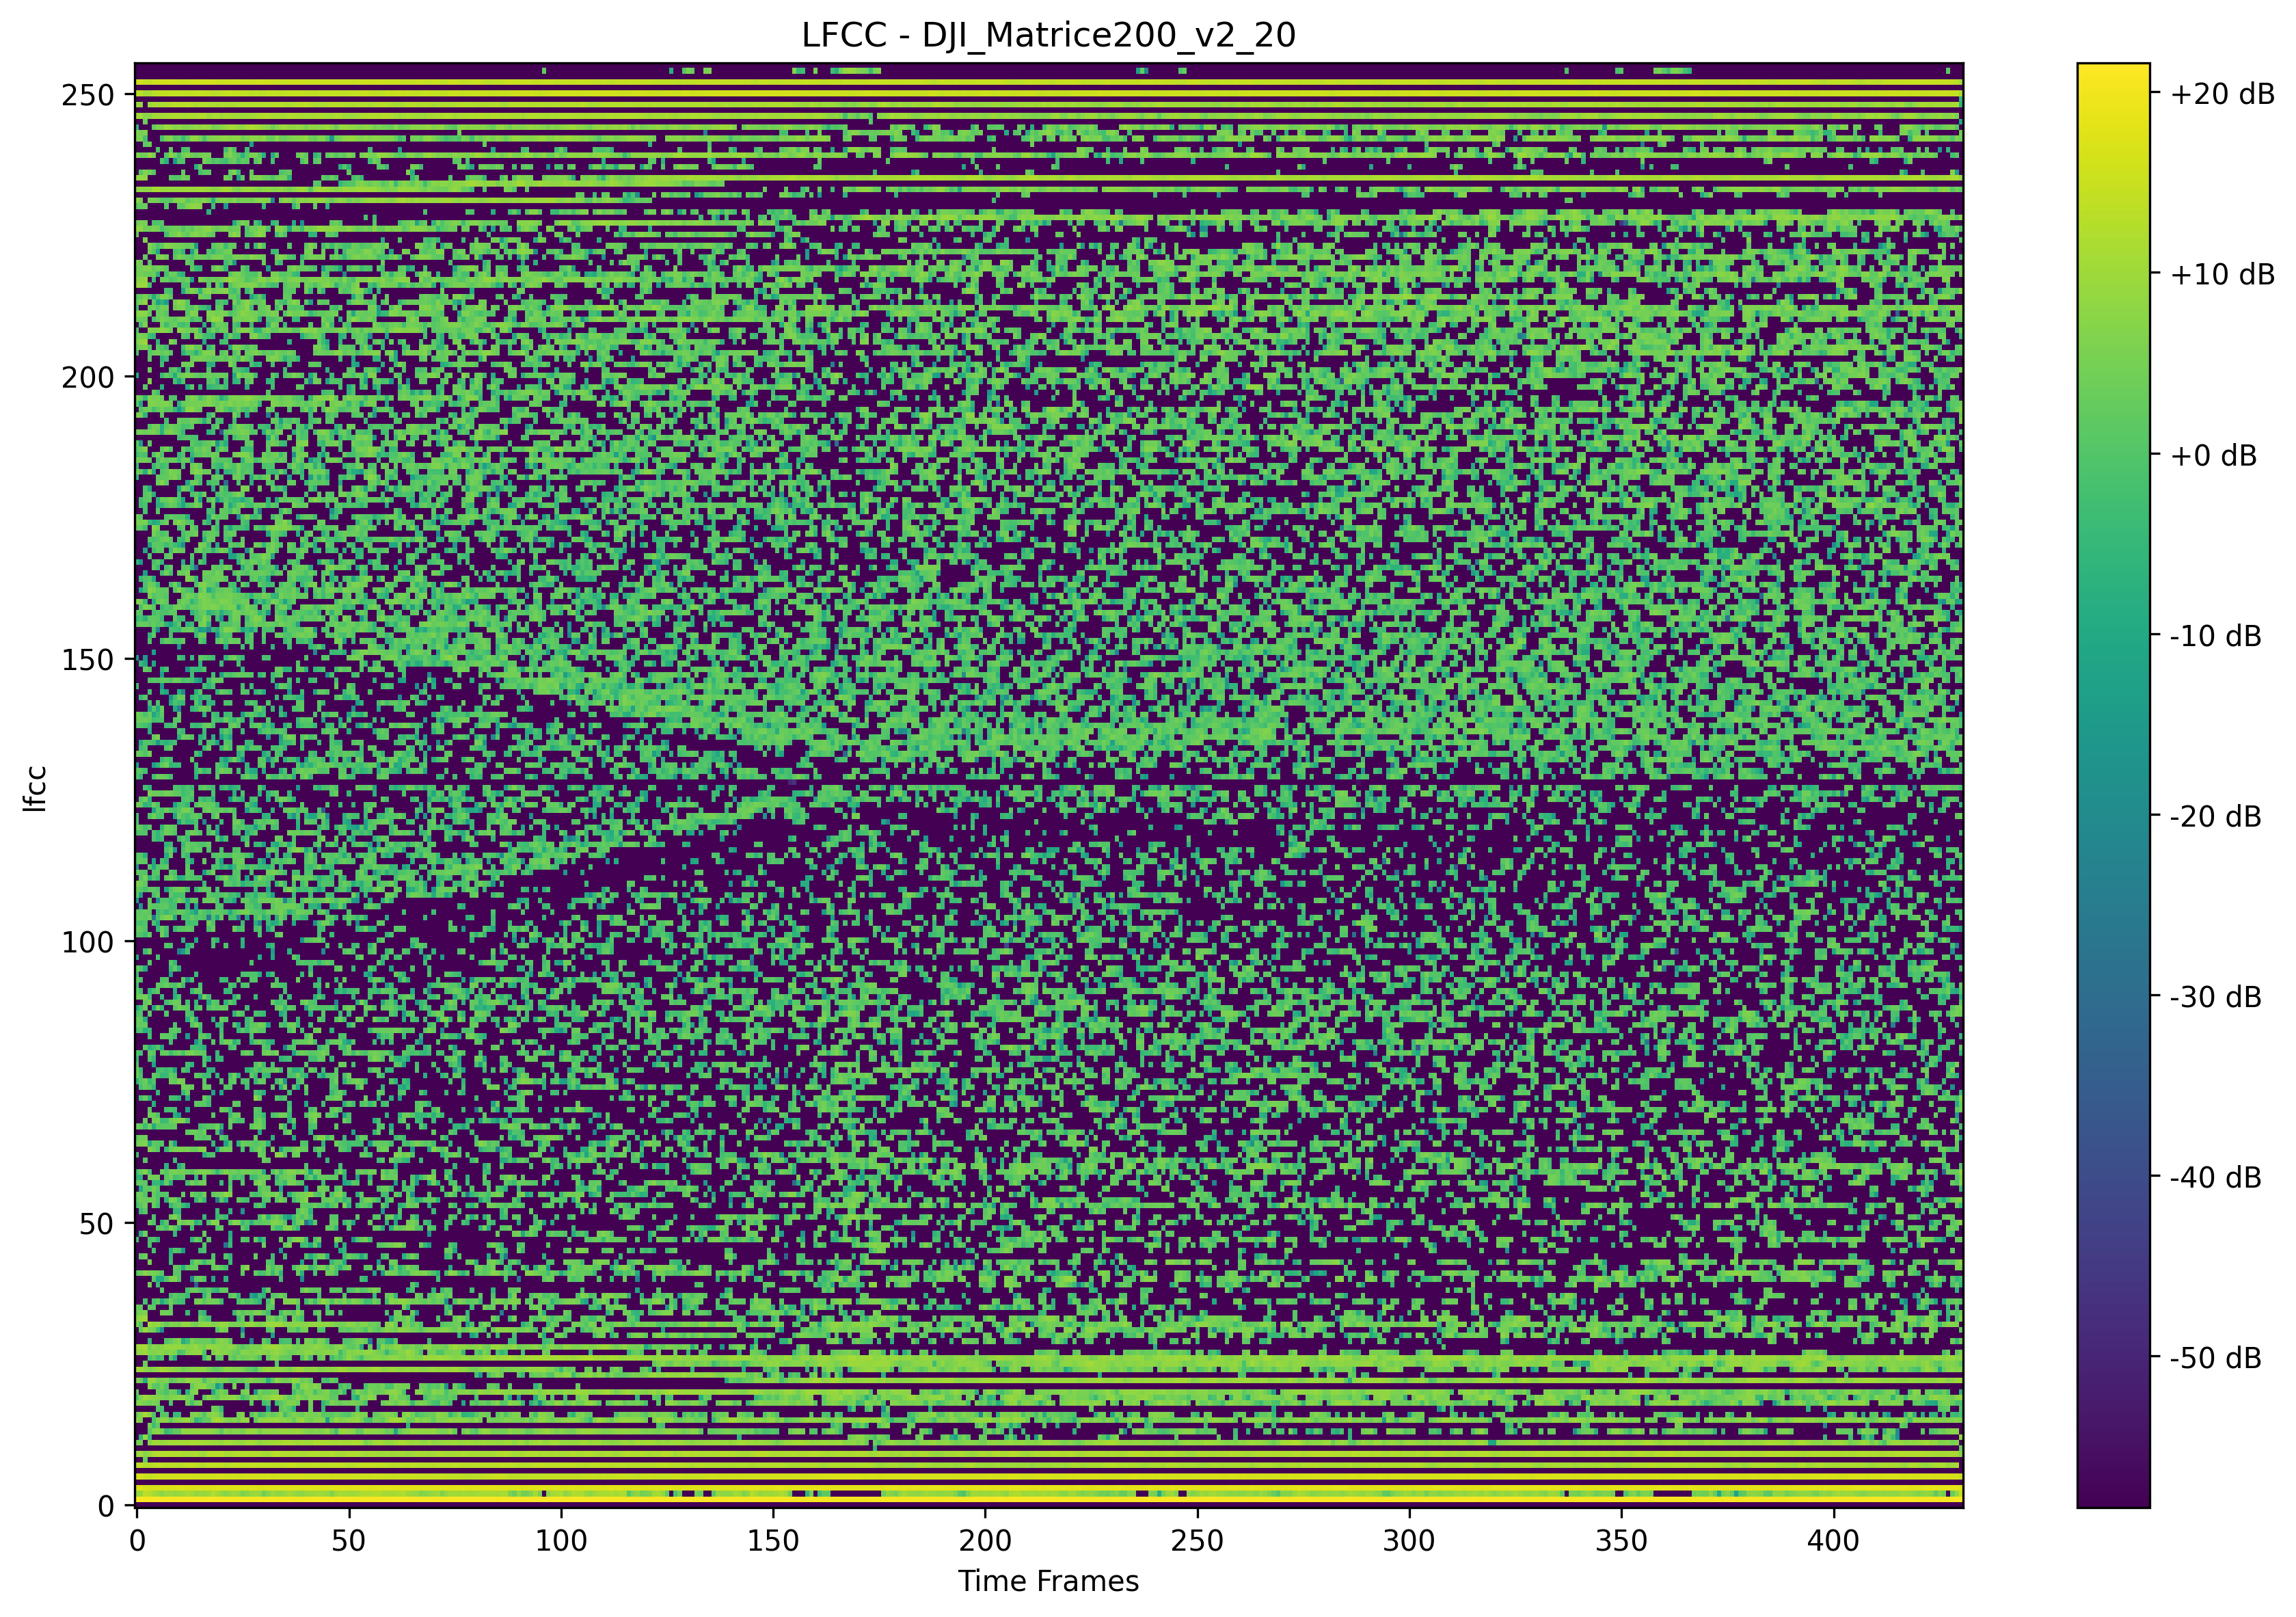 LFCC - DJI_Matrice200_v2_20
lfcc
250
200
150
100
50
0
0 50 100 150 200 250 300 350 400
Time Frames
+20 dB
+10 dB
+0 dB
-10 dB
-20 dB
-30 dB
-40 dB
-50 dB